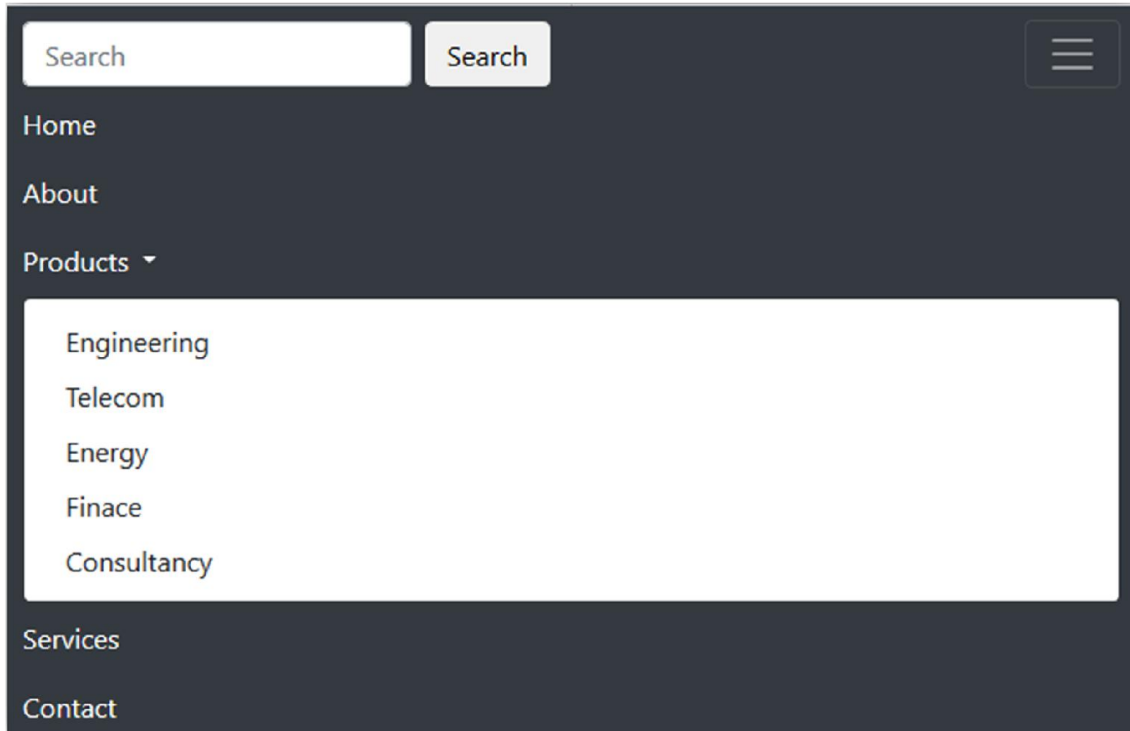 Search Search
Home
About
Products
Engineering
Telecom
Energy
Finace
Consultancy
Services
Contact